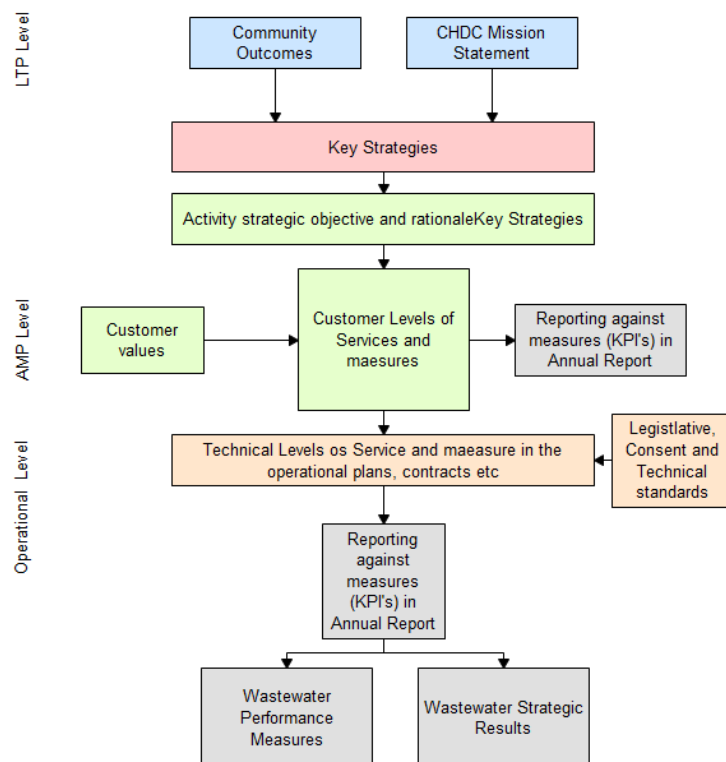 LTP Level
Community
Outcomes
CHDC Mission
Statement
Key Strategies
Activity strategic objective and rationaleKey Strategies
AMP Level
Customer
values
Customer Levels of
Services and
maesures
Reporting against
measures (KPI's) in
Annual Report
Operational Level
Technical Levels os Service and maeasure in the
operational plans, contracts etc
Legistlative,
Consent and
Technical
standards
Reporting
against
measures
(KPI's) in
Annual Report
Wastewater
Performance
Measures
Wastewater Strategic
Results